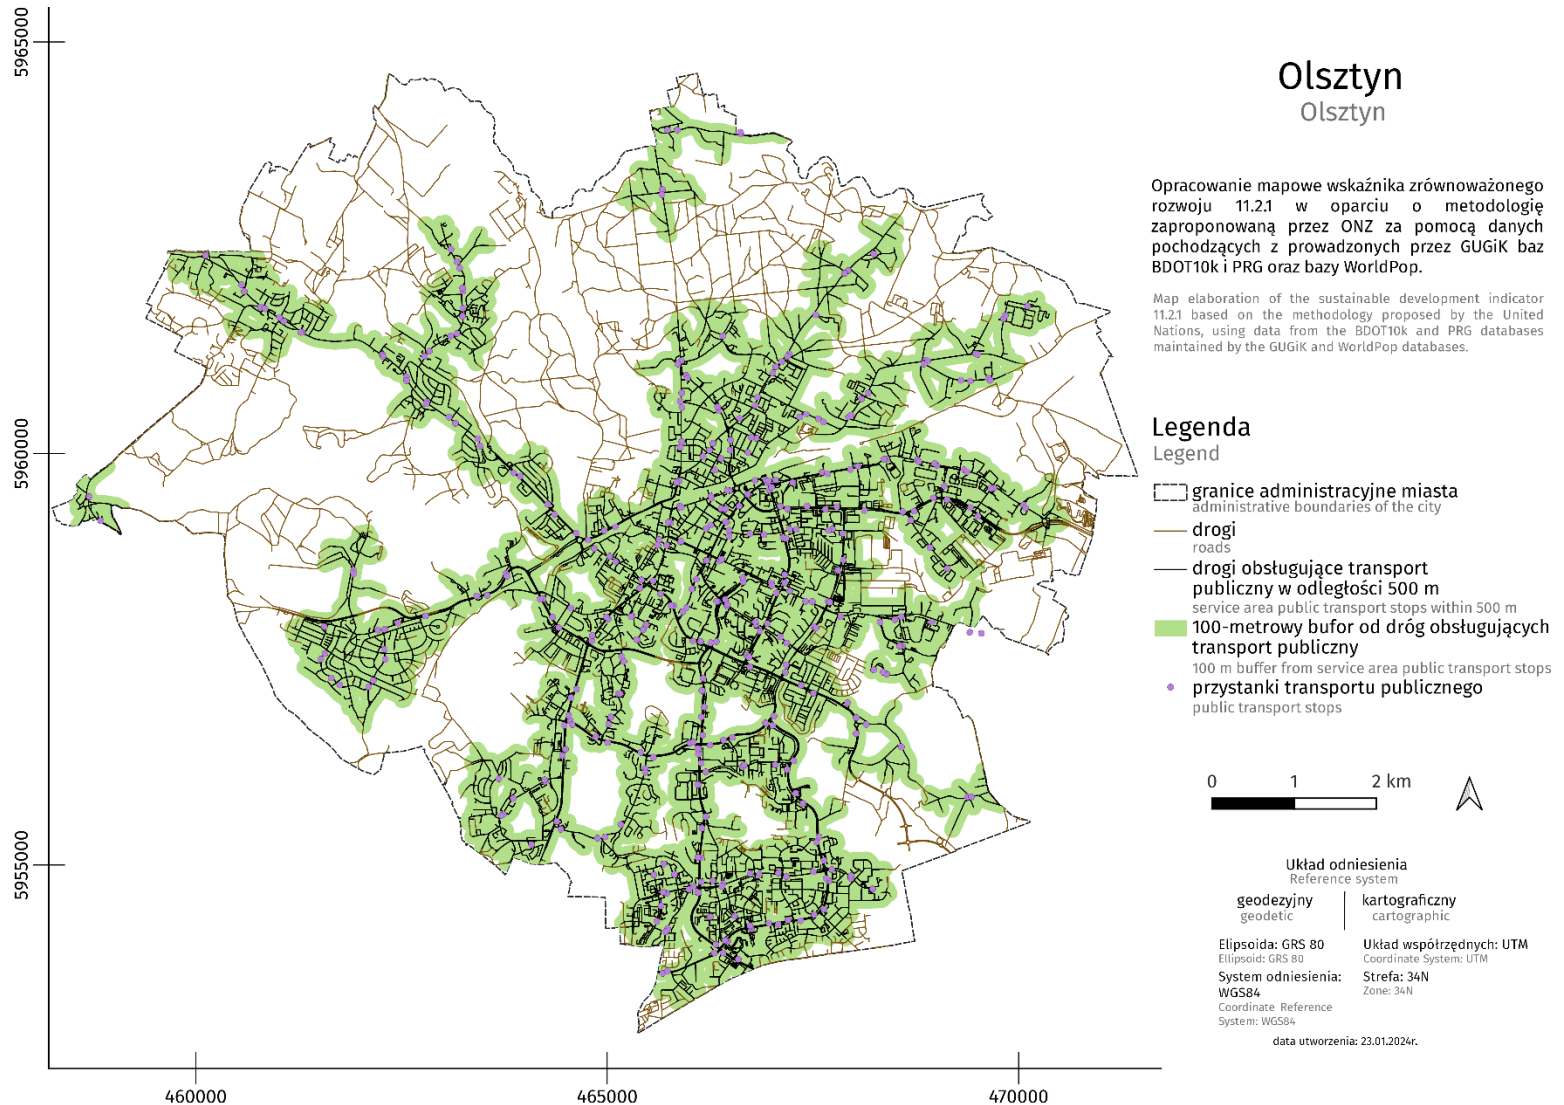 5965000
5960000
5955000
460000
465000
470000
Olsztyn
Olsztyn
Opracowanie mapowe wskaźnika zrównoważonego
rozwoju 11.2.1 w oparciu o metodologię
zaproponowaną przez ONZ za pomocą danych
pochodzących z prowadzonych przez GUGiK baz
BDOT10k i PRG oraz bazy WorldPop.
Map elaboration of the sustainable development indicator
11.2.1 based on the methodology proposed by the United
Nations, using data from the BDOT10k and PRG databases
maintained by the GUGiK and WorldPop databases.
Legenda
Legend
granice administracyjne miasta
administrative boundaries of the city
drogi
roads
drogi obsługujące transport
publiczny w odległości 500 m
service area public transport stops within 500 m
100-metrowy bufor od dróg obsługujących
transport publiczny
100 m buffer from service area public transport stops
przystanki transportu publicznego
public transport stops
0 1 2 km
Układ odniesienia
Reference system
geodezyjny
geodetic
kartograficzny
cartographic
Elipsoida: GRS 80
Ellipsoid: GRS 80
System odniesienia:
WGS84
Coordinate Reference
System: WGS84
Układ współrzędnych: UTM
Coordinate System: UTM
Strefa: 34N
Zone: 34N
data utworzenia: 23.01.2024r.